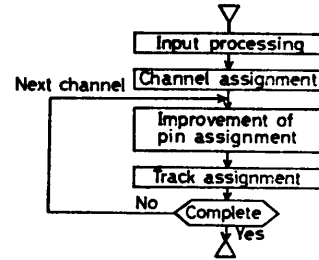 Input processing
Next channel
Channel assignment
Improvement of
pin assignment
Track assignment
No
Complete
Yes